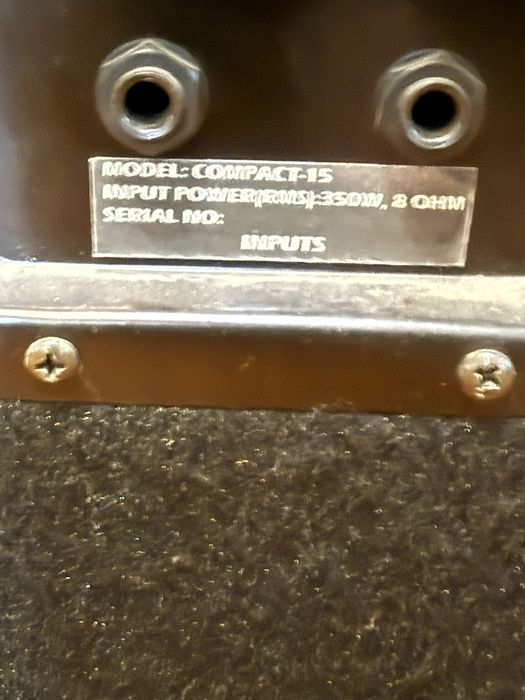 MODEL: COMPACT-15
INPUT POWER(RMS):350W, 8 OHM
SERIAL NO:
INPUTS